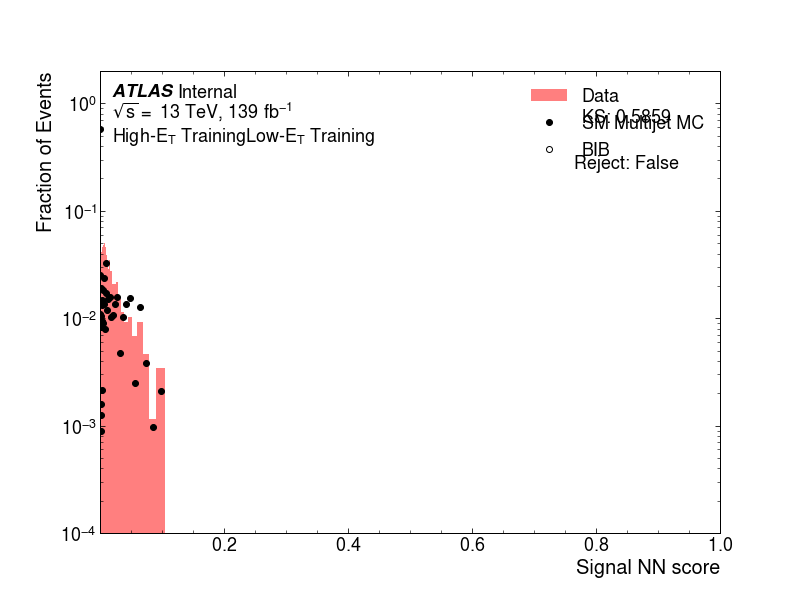 ATLAS Internal
√s = 13 TeV, 139 fb⁻¹
High-E_T TrainingLow-E_T Training
Data
KS: 0.5859
SM Multijet MC
BIB
Reject: False
Fraction of Events
10⁰
10⁻¹
10⁻²
10⁻³
10⁻⁴
0.2 0.4 0.6 0.8 1.0
Signal NN score